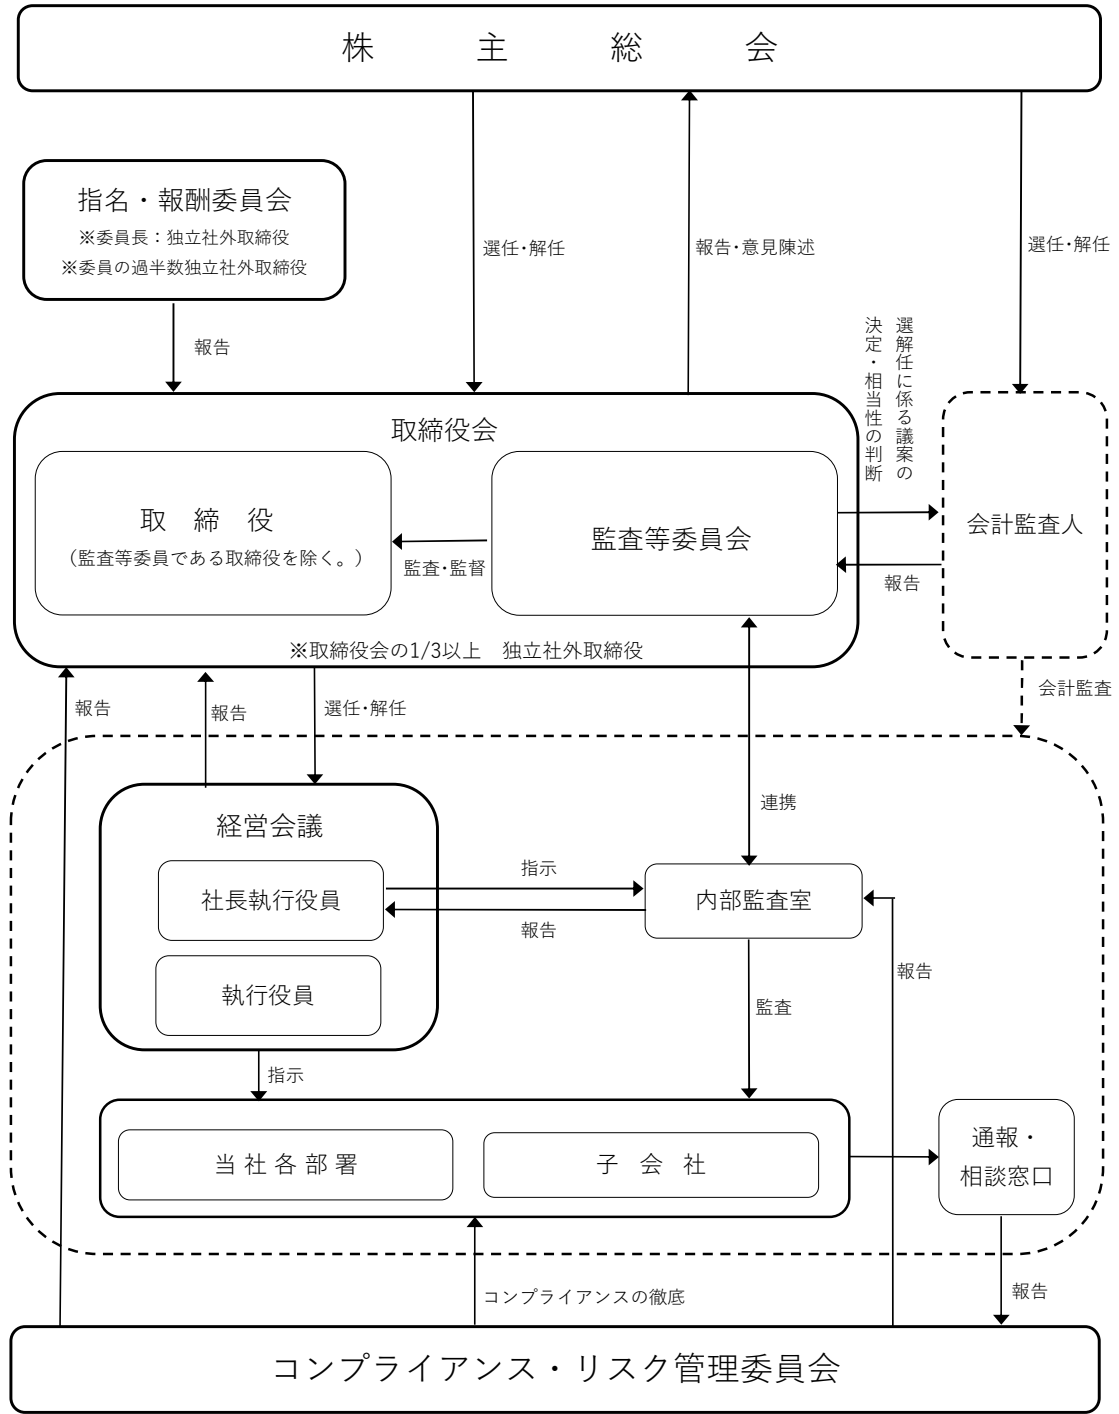 株 主 総 会
指名・報酬委員会
※委員長：独立社外取締役
※委員の過半数独立社外取締役
選任・解任
報告・意見陳述
選任・解任
報告
選解任に係る議案の
決定・相当性の判断
取締役会
取 締 役
（監査等委員である取締役を除く。）
監査・監督
監査等委員会
会計監査人
報告
※取締役会の1/3以上 独立社外取締役
会計監査
報告
報告
選任・解任
連携
経営会議
社長執行役員
執行役員
指示
報告
内部監査室
報告
監査
指示
当 社 各 部 署
子 会 社
通報・
相談窓口
コンプライアンスの徹底
報告
コンプライアンス・リスク管理委員会